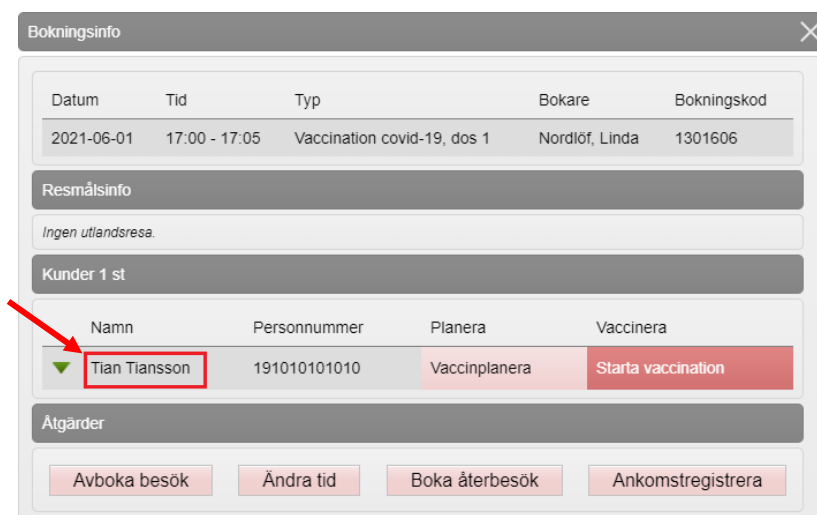 Bokningsinfo
Datum Tid Typ Bokare Bokningskod
2021-06-01 17:00 - 17:05 Vaccination covid-19, dos 1 Nordlöf, Linda 1301606
Resmålsinfo
Ingen utlandsresa.
Kunder 1 st
Namn Personnummer Planera Vaccinera
Tian Tiansson 191010101010 Vaccinplanera Starta vaccination
Åtgärder
Avboka besök Ändra tid Boka återbesök Ankomstregistrera